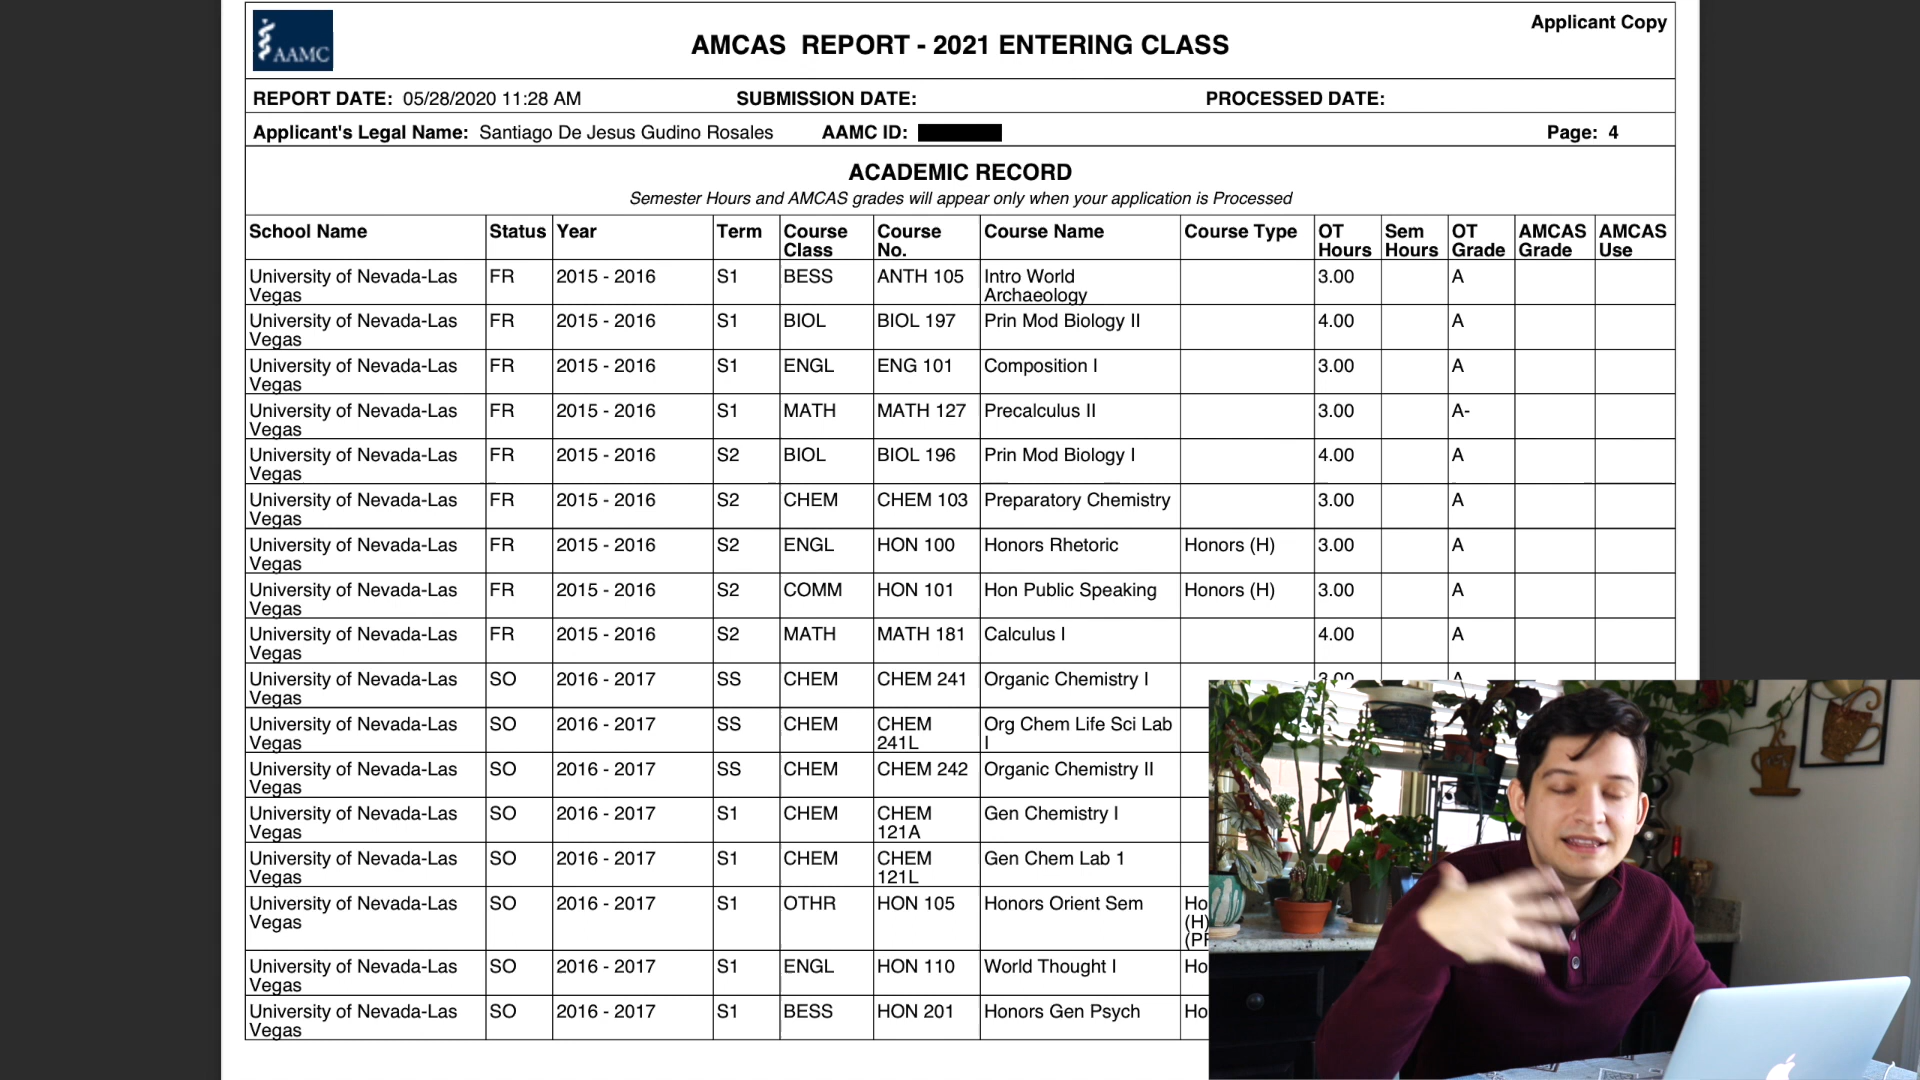 AAMC
Applicant Copy
AMCAS REPORT - 2021 ENTERING CLASS
REPORT DATE: 05/28/2020 11:28 AM SUBMISSION DATE: PROCESSED DATE:
Applicant's Legal Name: Santiago De Jesus Gudino Rosales AAMC ID: Page: 4
ACADEMIC RECORD
Semester Hours and AMCAS grades will appear only when your application is Processed
School Name Status Year Term Course Course Course Name Course Type OT Sem OT AMCAS AMCAS
Class No. Hours Hours Grade Grade Use
University of Nevada-Las FR 2015 - 2016 S1 BESS ANTH 105 Intro World 3.00 A
Vegas Archaeology
University of Nevada-Las FR 2015 - 2016 S1 BIOL BIOL 197 Prin Mod Biology II 4.00 A
Vegas
University of Nevada-Las FR 2015 - 2016 S1 ENGL ENG 101 Composition I 3.00 A
Vegas
University of Nevada-Las FR 2015 - 2016 S1 MATH MATH 127 Precalculus II 3.00 A-
Vegas
University of Nevada-Las FR 2015 - 2016 S2 BIOL BIOL 196 Prin Mod Biology I 4.00 A
Vegas
University of Nevada-Las FR 2015 - 2016 S2 CHEM CHEM 103 Preparatory Chemistry 3.00 A
Vegas
University of Nevada-Las FR 2015 - 2016 S2 ENGL HON 100 Honors Rhetoric Honors (H) 3.00 A
Vegas
University of Nevada-Las FR 2015 - 2016 S2 COMM HON 101 Hon Public Speaking Honors (H) 3.00 A
Vegas
University of Nevada-Las FR 2015 - 2016 S2 MATH MATH 181 Calculus I 4.00 A
Vegas
University of Nevada-Las SO 2016 - 2017 SS CHEM CHEM 241 Organic Chemistry I 3.00 A
Vegas
University of Nevada-Las SO 2016 - 2017 SS CHEM CHEM Org Chem Life Sci Lab
Vegas 241L I
University of Nevada-Las SO 2016 - 2017 SS CHEM CHEM 242 Organic Chemistry II
Vegas
University of Nevada-Las SO 2016 - 2017 S1 CHEM CHEM Gen Chemistry I
Vegas 121A
University of Nevada-Las SO 2016 - 2017 S1 CHEM CHEM Gen Chem Lab 1
Vegas 121L
University of Nevada-Las SO 2016 - 2017 S1 OTHR HON 105 Honors Orient Sem Ho
Vegas (H)
(P
University of Nevada-Las SO 2016 - 2017 S1 ENGL HON 110 World Thought I Ho
Vegas
University of Nevada-Las SO 2016 - 2017 S1 BESS HON 201 Honors Gen Psych Ho
Vegas